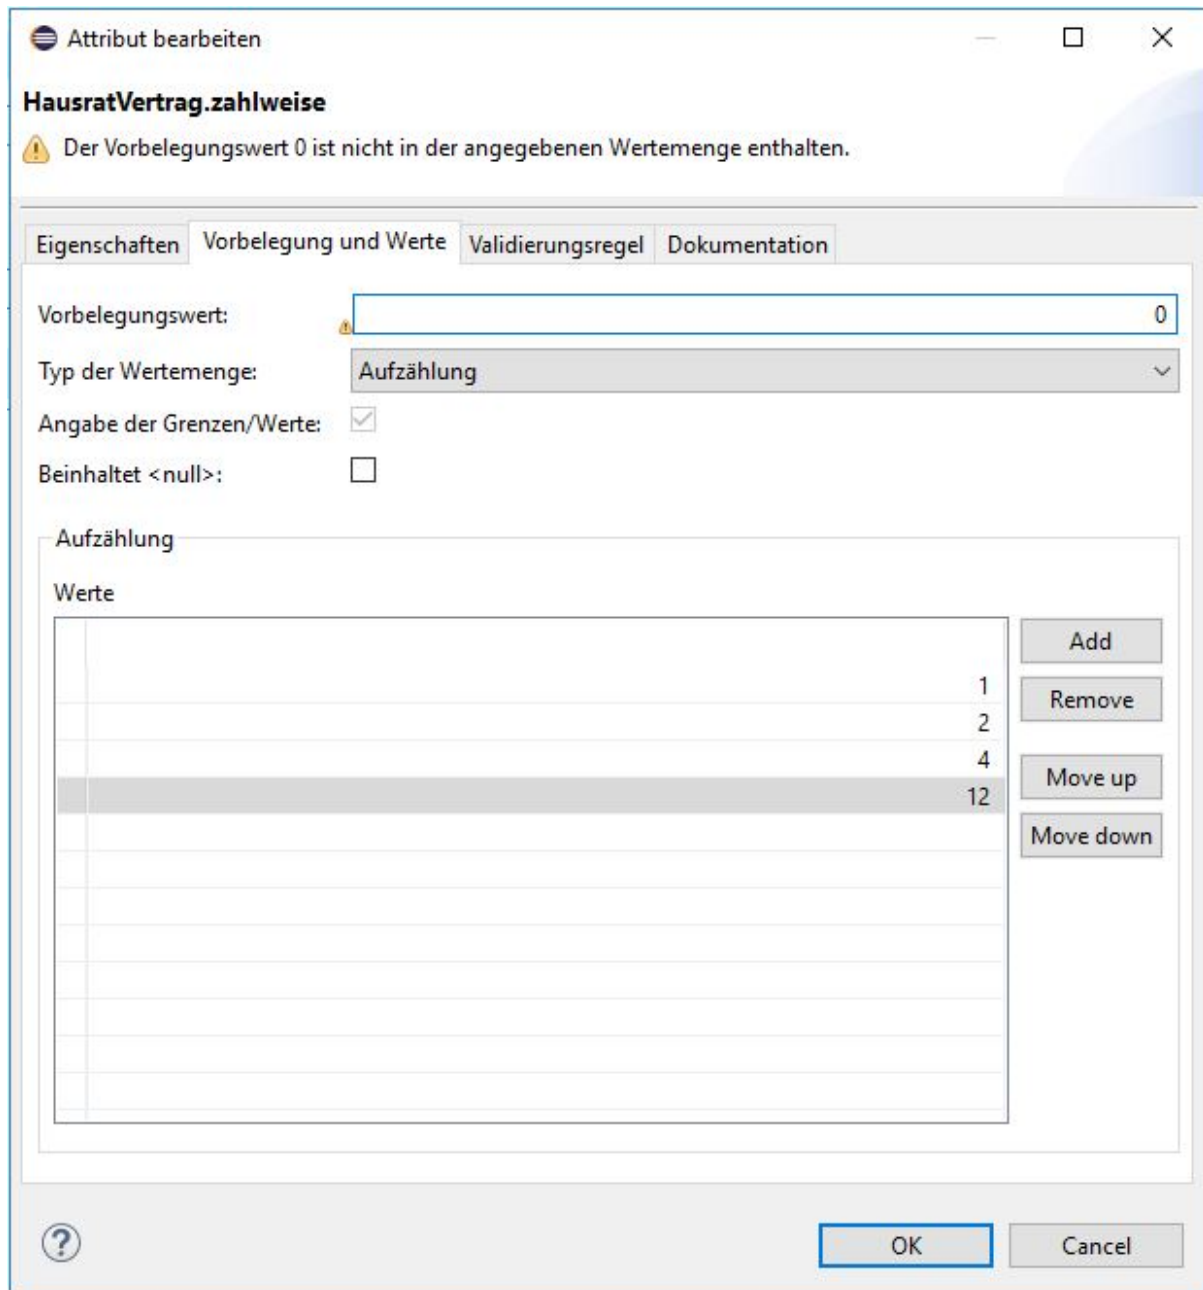 Attribut bearbeiten
HausratVertrag.zahlweise
Der Vorbelegungswert 0 ist nicht in der angegebenen Wertemenge enthalten.
Eigenschaften Vorbelegung und Werte Validierungsregel Dokumentation
Vorbelegungswert: 0
Typ der Wertemenge: Aufzählung
Angabe der Grenzen/Werte:
Beinhaltet <null>:
Aufzählung
Werte
Add
1
Remove
2
4
Move up
12
Move down
? OK Cancel